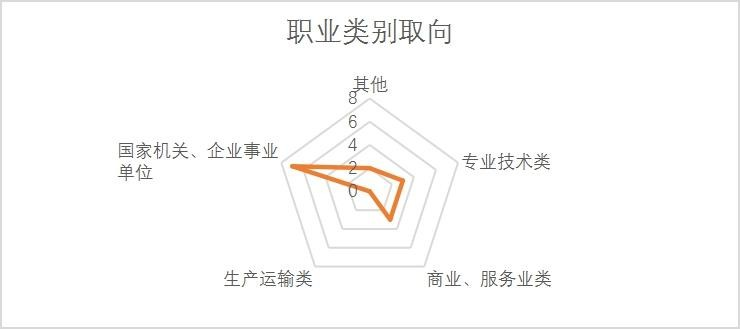 职业类别取向
其他
8
6
4
2
0
国家机关、企业事业
单位
专业技术类
生产运输类
商业、服务业类